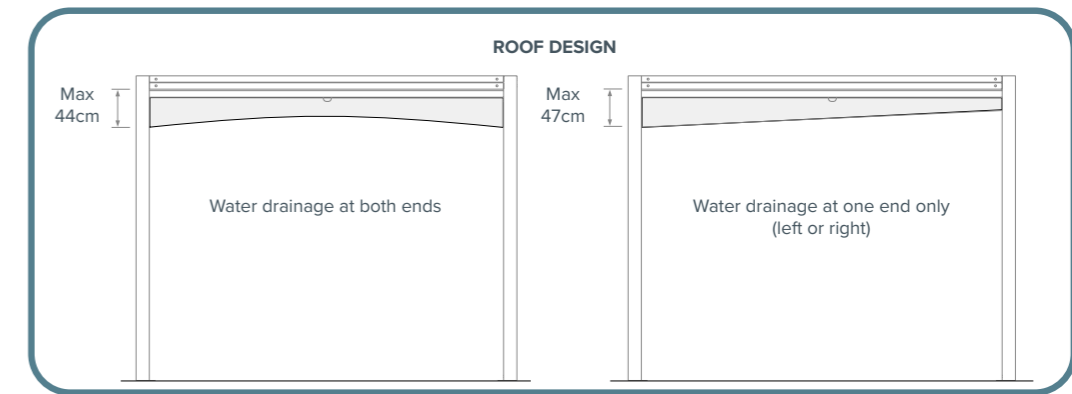 ROOF DESIGN
Max
44cm
Water drainage at both ends
Max
47cm
Water drainage at one end only
(left or right)